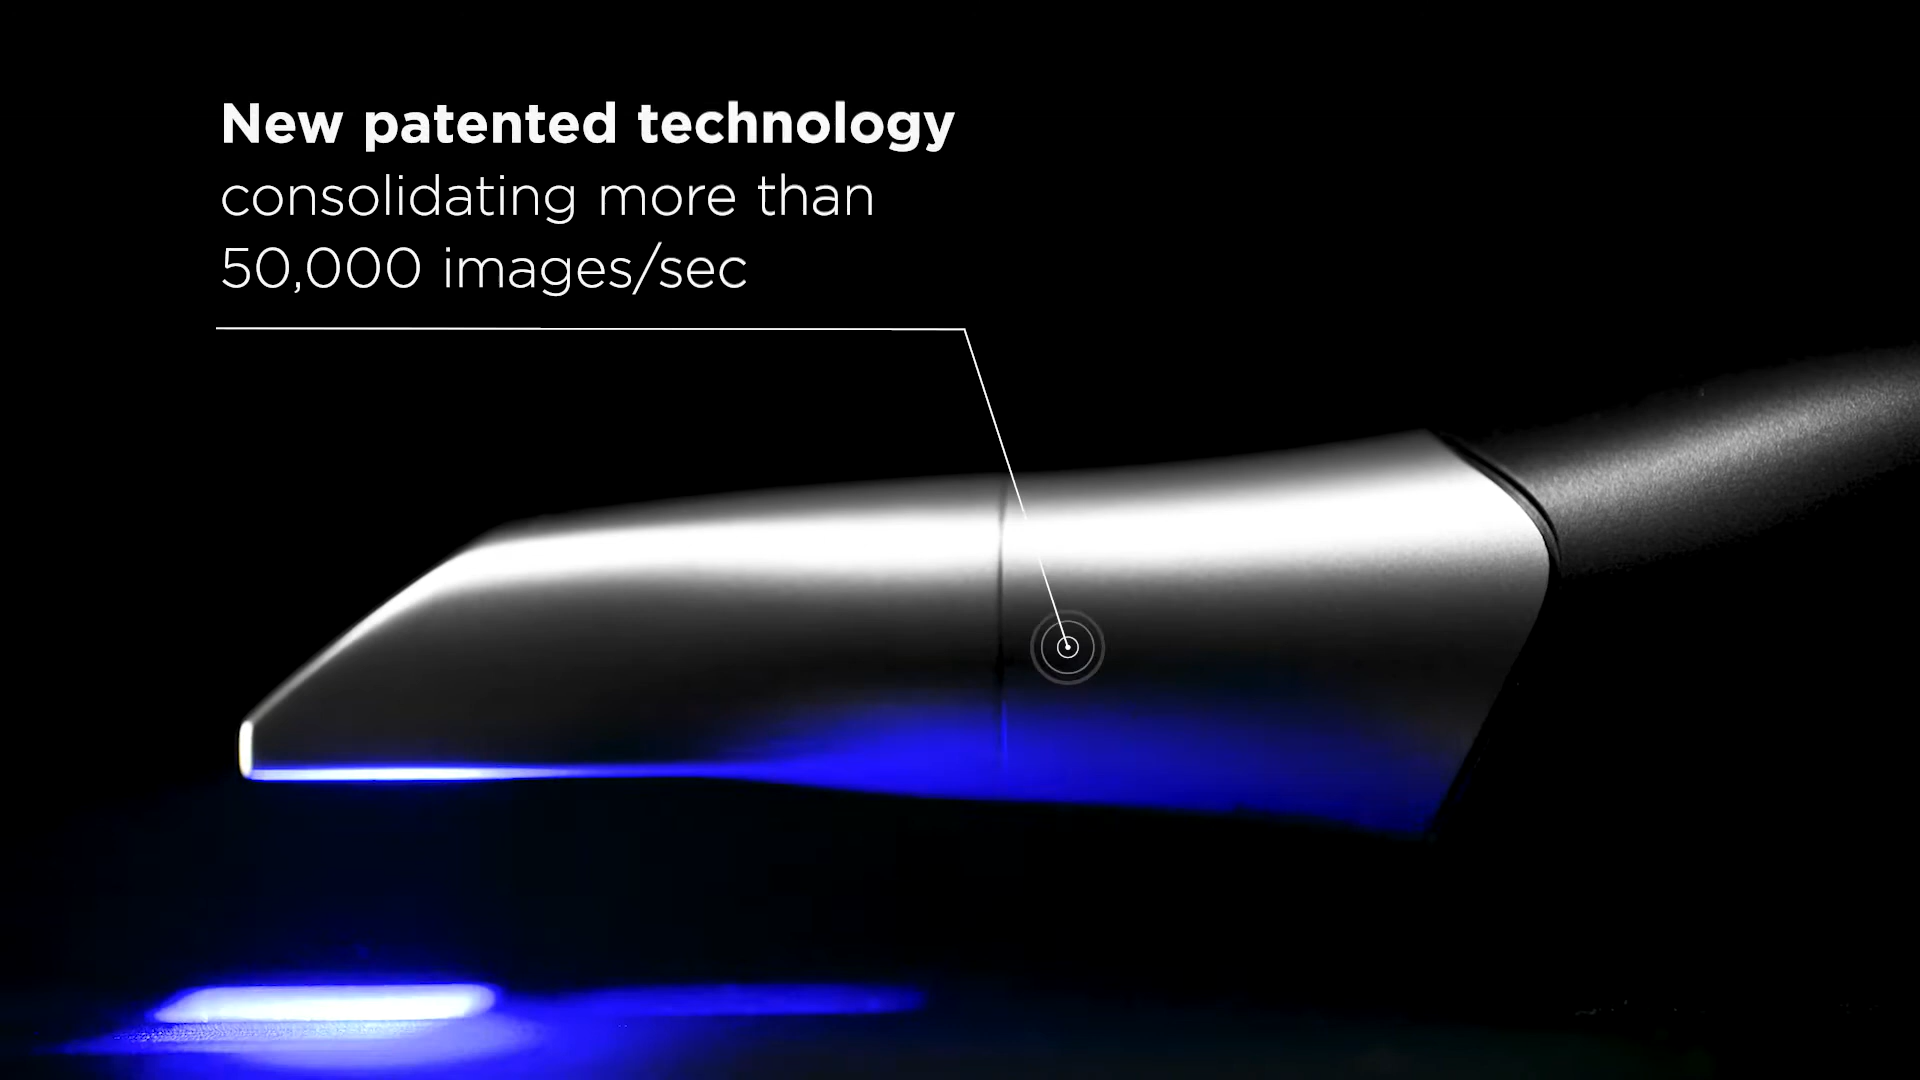 New patented technology
consolidating more than
50,000 images/sec